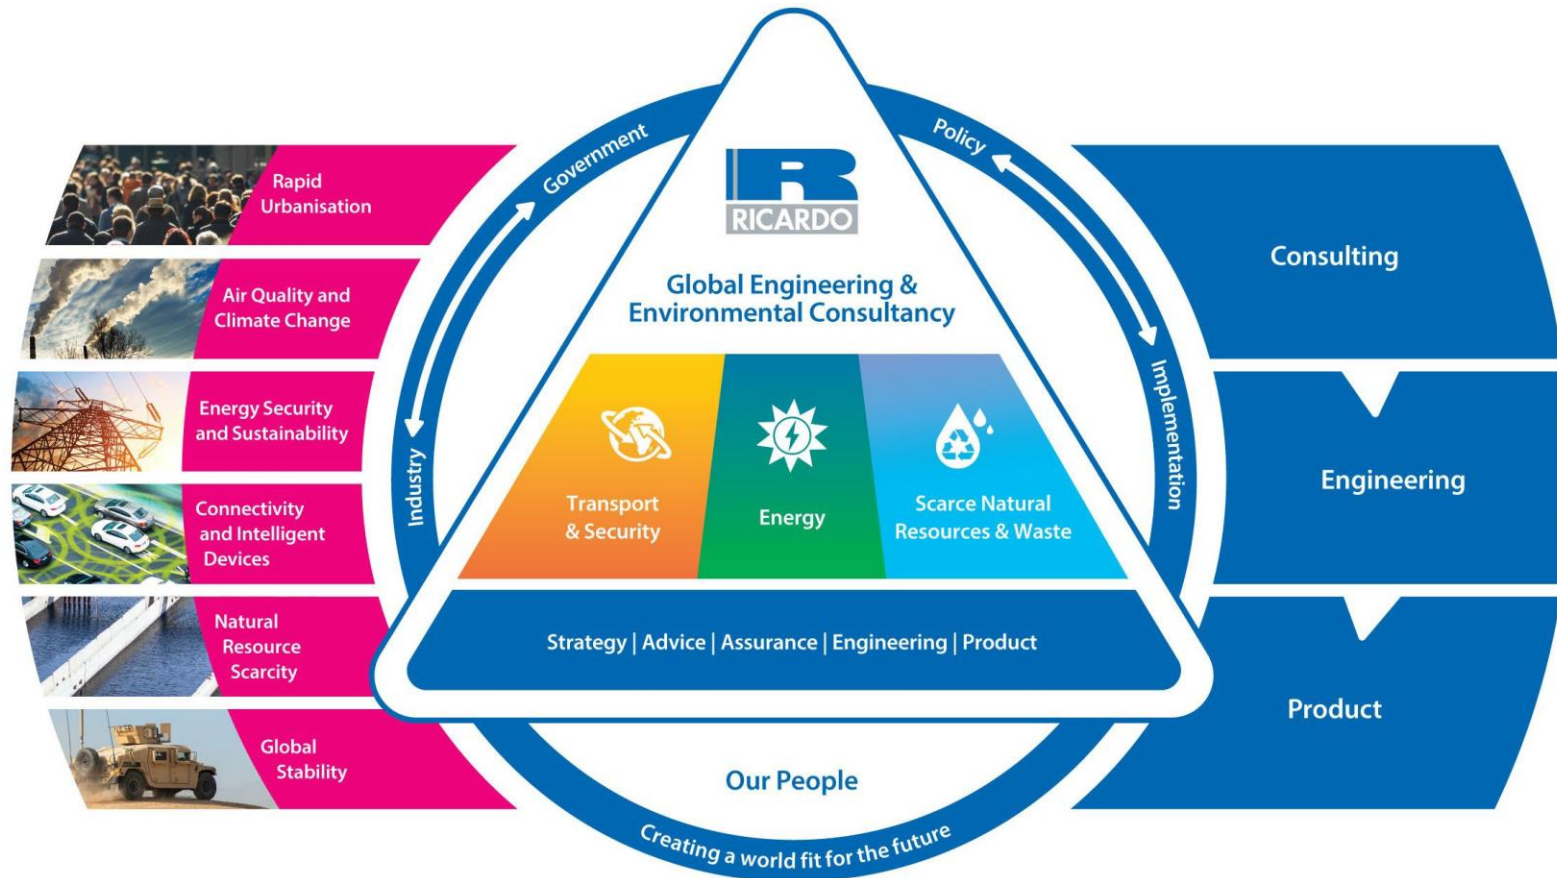 Rapid
Urbanisation
Air Quality and
Climate Change
Energy Security
and Sustainability
Connectivity
and Intelligent
Devices
Natural
Resource
Scarcity
Global
Stability
Government
Industry
R
RICARDO
Global Engineering &
Environmental Consultancy
Transport
& Security
Energy
Scarce Natural
Resources & Waste
Strategy | Advice | Assurance | Engineering | Product
Our People
Creating a world fit for the future
Policy
Implementation
Consulting
Engineering
Product